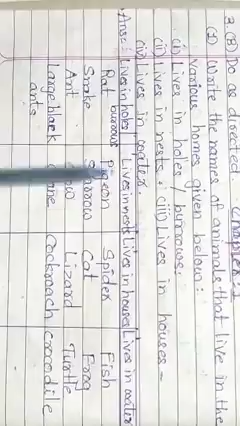 2 (B) Do as directed. Chapter:1
(1) Write the names of animals that live in the
various homes given below:
(i) Lives in holes / burrows.
(ii) Lives in nests. (iii) Lives in houses-
(iv) Lives in water.
Ans:- Lives in holes Lives in nests Lives in houses Lives in water
Rat burrows Pigeon Spider Fish
Snake Sparrow Cat Frog
Ant Lizard Turtle
Large black Cockroach crocodile
ants